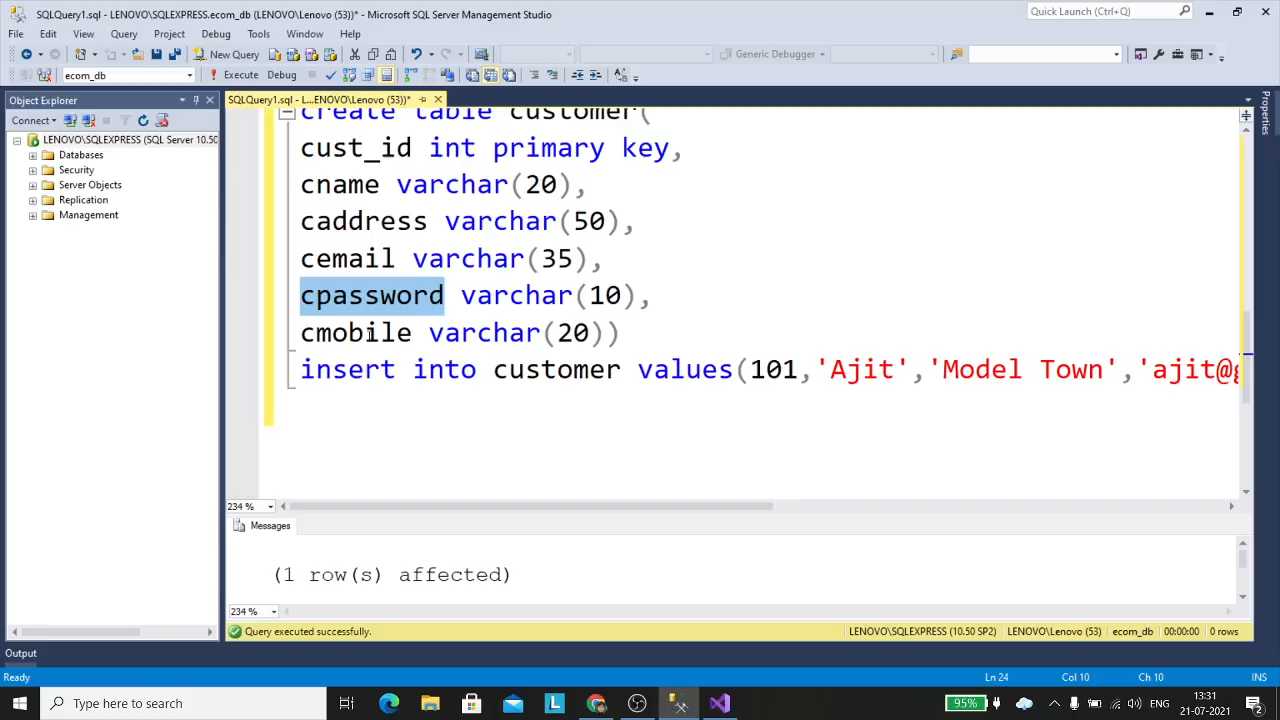 SQLQuery1.sql - LENOVO\SQLEXPRESS.ecom_db (LENOVO\Lenovo (53))* - Microsoft SQL Server Management Studio
Quick Launch (Ctrl+Q)
File Edit View Query Project Debug Tools Window Help
New Query
Generic Debugger
ecom_db
Execute Debug
Object Explorer
SQLQuery1.sql - L...ENOVO\Lenovo (53))*
Properties
Connect
LENOVO\SQLEXPRESS (SQL Server 10.50
Databases
Security
Server Objects
Replication
Management
create table customer(
cust_id int primary key,
cname varchar(20),
caddress varchar(50),
cemail varchar(35),
cpassword varchar(10),
cmobile varchar(20))
insert into customer values(101,'Ajit','Model Town','ajit@
234 %
Messages
(1 row(s) affected)
234 %
Query executed successfully.
LENOVO\SQLEXPRESS (10.50 SP2) LENOVO\Lenovo (53) ecom_db 00:00:00 0 rows
Output
Ready
Ln 24 Col 10 Ch 10 INS
Type here to search
95%
ENG
13:31
21-07-2021
2